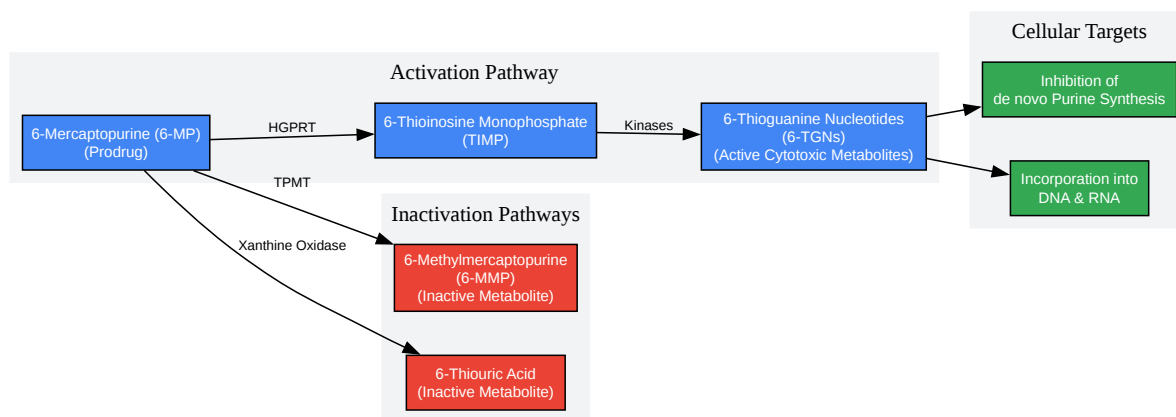 Cellular Targets
Activation Pathway
Inhibition of
de novo Purine Synthesis
6-Mercaptopurine (6-MP)
(Prodrug)
HGPRT
6-Thioinosine Monophosphate
(TIMP)
Kinases
6-Thioguanine Nucleotides
(6-TGNs)
(Active Cytotoxic Metabolites)
Incorporation into
DNA & RNA
TPMT
Inactivation Pathways
Xanthine Oxidase
6-Methylmercaptopurine
(6-MMP)
(Inactive Metabolite)
6-Thiouric Acid
(Inactive Metabolite)